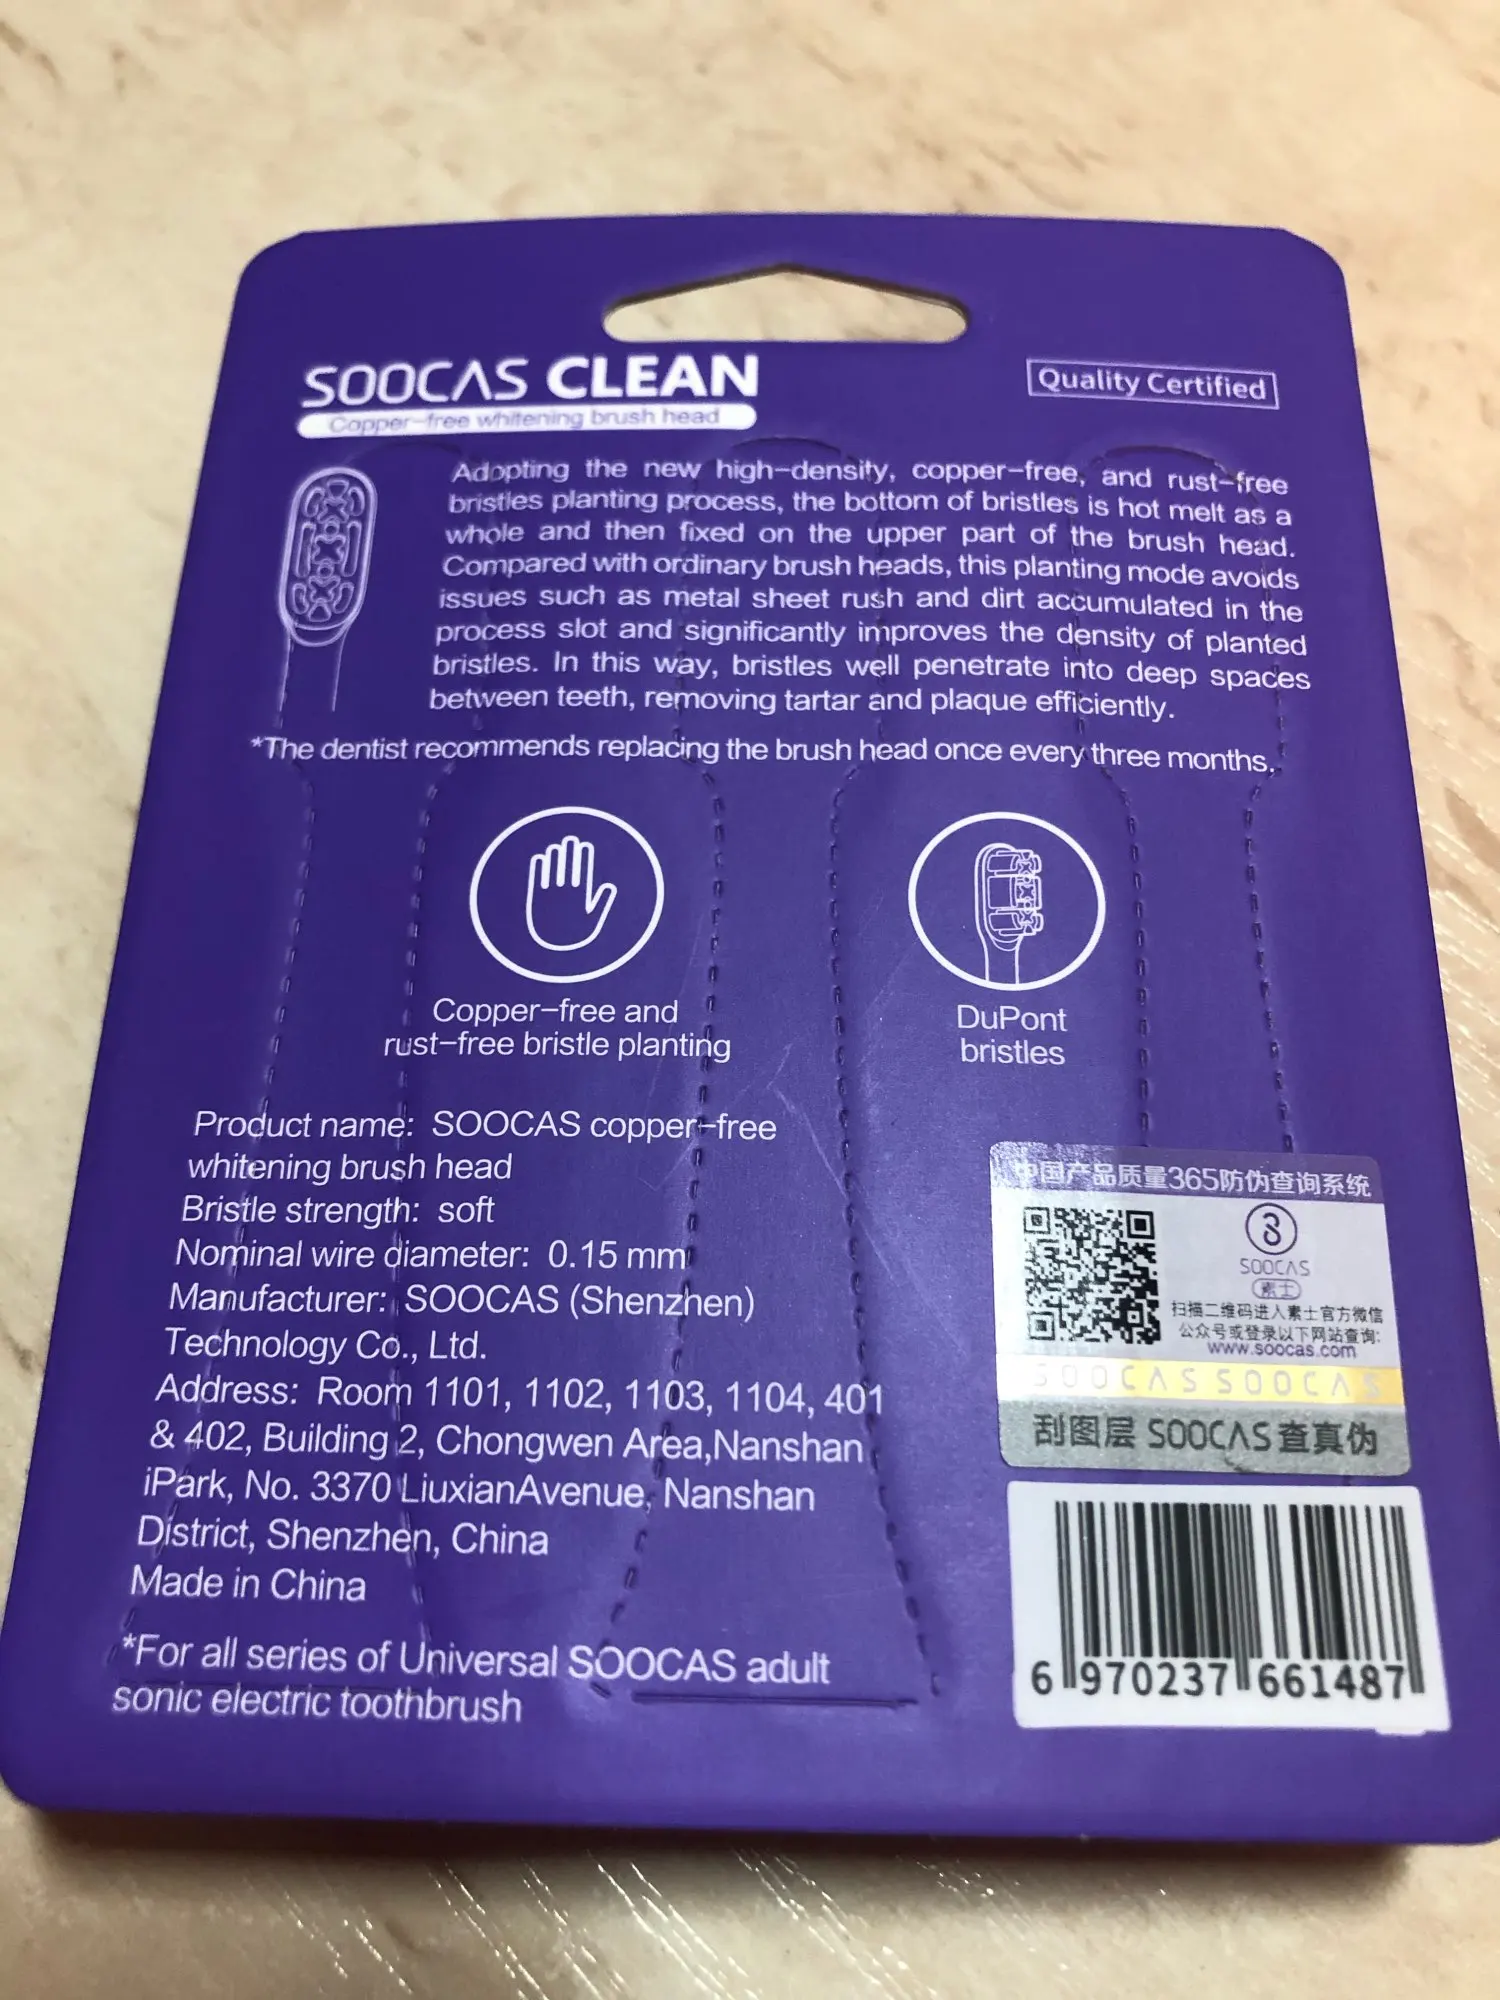 SOOCAS CLEAN
Copper-free whitening brush head
Quality Certified
Adopting the new high-density, copper-free, and rust-free
bristles planting process, the bottom of bristles is hot melt as a
whole and then fixed on the upper part of the brush head.
Compared with ordinary brush heads, this planting mode avoids
issues such as metal sheet rush and dirt accumulated in the
process slot and significantly improves the density of planted
bristles. In this way, bristles well penetrate into deep spaces
between teeth, removing tartar and plaque efficiently.
*The dentist recommends replacing the brush head once every three months.
Copper-free and
rust-free bristle planting
DuPont
bristles
Product name: SOOCAS copper-free
whitening brush head
Bristle strength: soft
Nominal wire diameter: 0.15 mm
Manufacturer: SOOCAS (Shenzhen)
Technology Co., Ltd.
Address: Room 1101, 1102, 1103, 1104, 401
& 402, Building 2, Chongwen Area,Nanshan
iPark, No. 3370 LiuxianAvenue, Nanshan
District, Shenzhen, China
Made in China
*For all series of Universal SOOCAS adult
sonic electric toothbrush
中国产品质量365防伪查询系统
SOOCAS
素士
扫描二维码进入素士官方微信
公众号或登录以下网站查询:
www.soocas.com
SOOCAS SOOCAS
刮图层 SOOCAS 查真伪
6 970237 661487